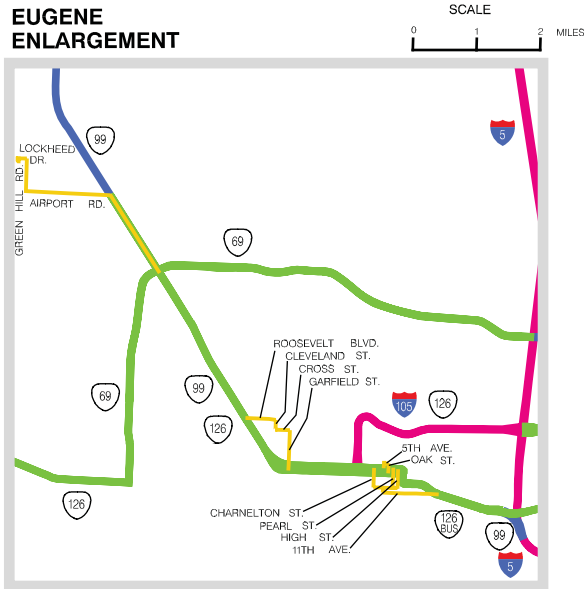 EUGENE
ENLARGEMENT
SCALE
0 1 2 MILES
5
99
LOCKHEED
DR.
GREEN HILL RD.
AIRPORT RD.
69
ROOSEVELT BLVD.
CLEVELAND ST.
CROSS ST.
GARFIELD ST.
69
99
126
105
126
5TH AVE.
OAK ST.
126
CHARNELTON ST.
PEARL ST.
HIGH ST.
11TH AVE.
126
BUS.
99
5